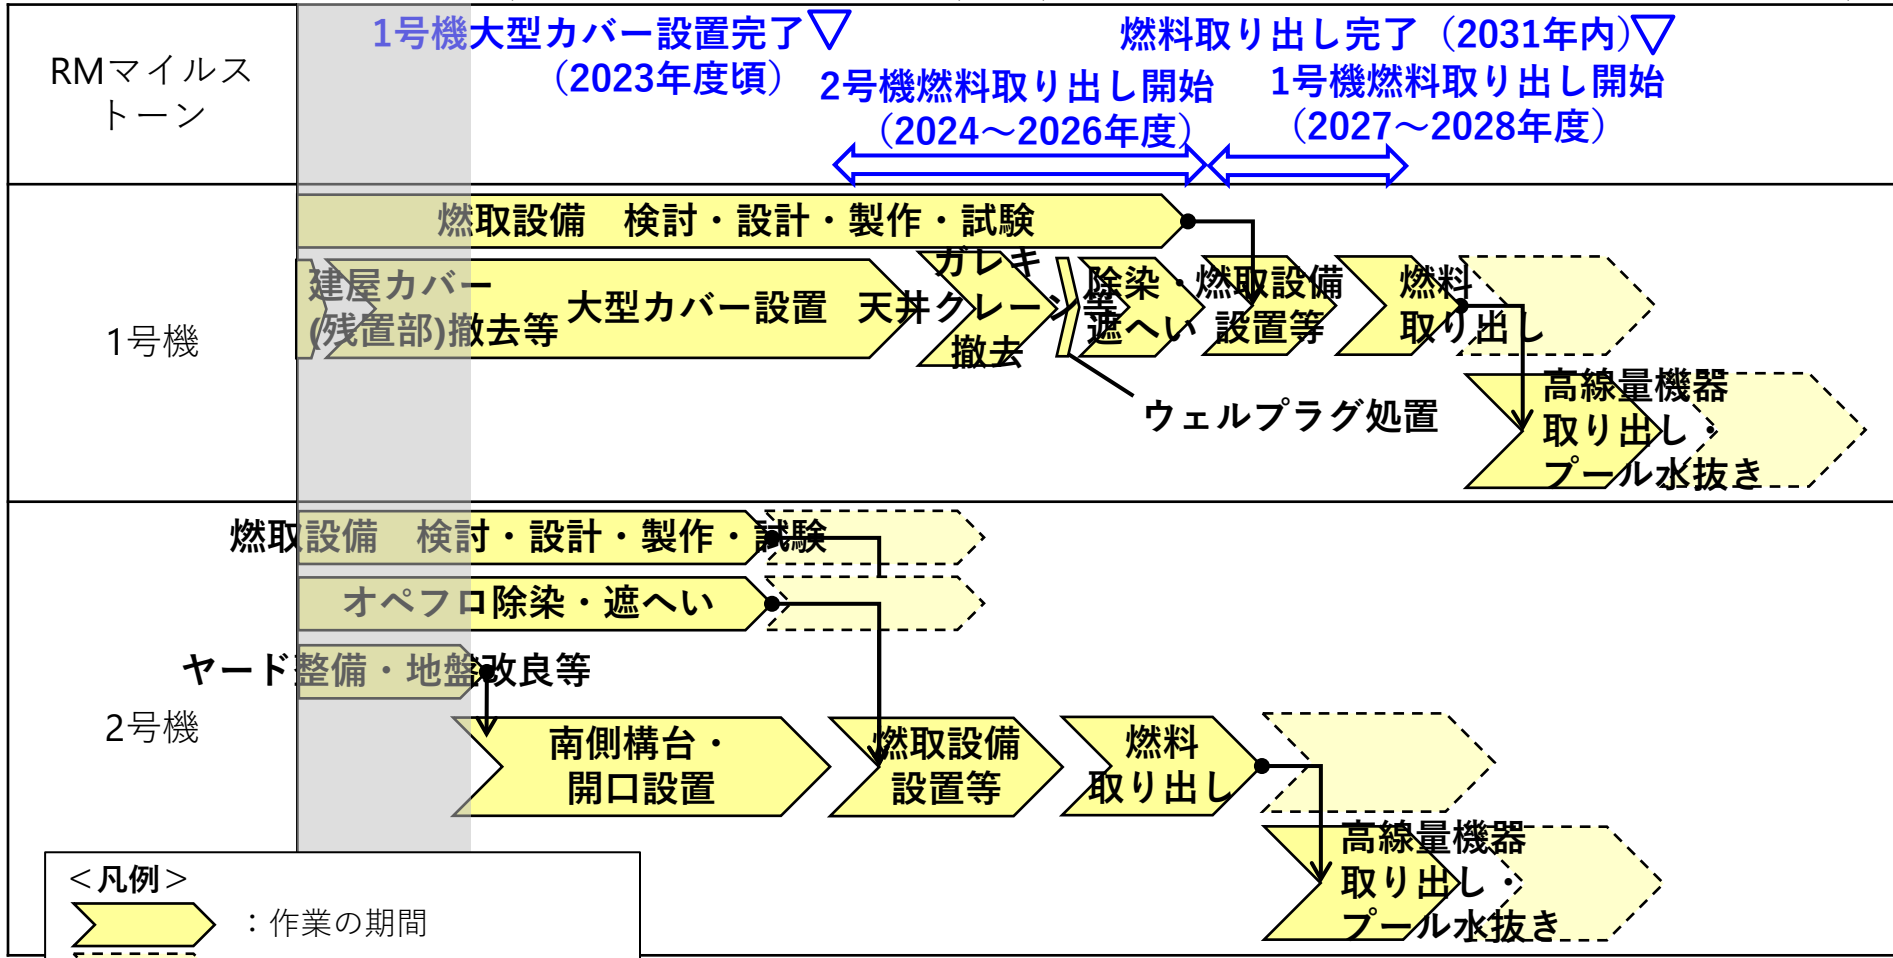 1号機大型カバー設置完了
（2023年度頃）
燃料取り出し完了（2031年内）
2号機燃料取り出し開始
（2024～2026年度）
1号機燃料取り出し開始
（2027～2028年度）
RMマイルス
トーン
1号機
燃取設備　検討・設計・製作・試験
建屋カバー
(残置部)撤去等
大型カバー設置
ガレキ
天井クレーン等
撤去
除染・
遮へい
燃取設備
設置等
燃料
取り出し
ウェルプラグ処置
高線量機器
取り出し・
プール水抜き
2号機
燃取設備　検討・設計・製作・試験
オペフロ除染・遮へい
ヤード整備・地盤改良等
南側構台・
開口設置
燃取設備
設置等
燃料
取り出し
高線量機器
取り出し・
プール水抜き
＜凡例＞
：作業の期間